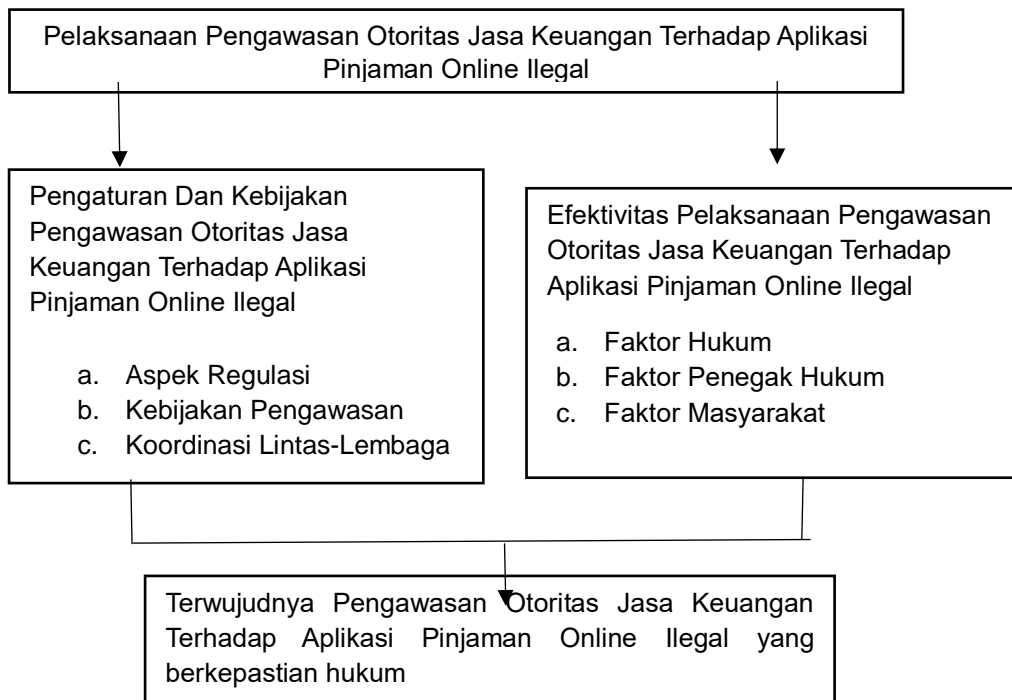 Pelaksanaan Pengawasan Otoritas Jasa Keuangan Terhadap Aplikasi
Pinjaman Online Ilegal
Pengaturan Dan Kebijakan
Pengawasan Otoritas Jasa
Keuangan Terhadap Aplikasi
Pinjaman Online Ilegal
a. Aspek Regulasi
b. Kebijakan Pengawasan
c. Koordinasi Lintas-Lembaga
Efektivitas Pelaksanaan Pengawasan
Otoritas Jasa Keuangan Terhadap
Aplikasi Pinjaman Online Ilegal
a. Faktor Hukum
b. Faktor Penegak Hukum
c. Faktor Masyarakat
Terwujudnya Pengawasan Otoritas Jasa Keuangan
Terhadap Aplikasi Pinjaman Online Ilegal yang
berkepastian hukum